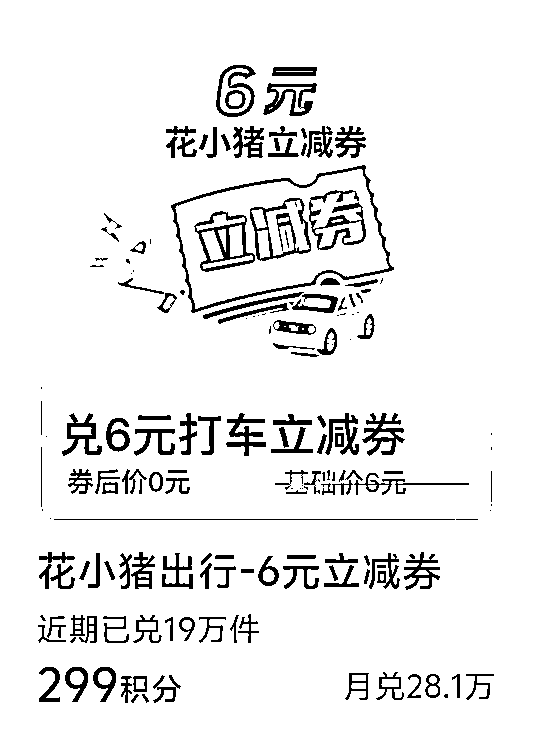 6元
花小猪立减券
立减券
兑6元打车立减券
券后价0元 基础价6元
花小猪出行-6元立减券
近期已兑19万件
299积分 月兑28.1万